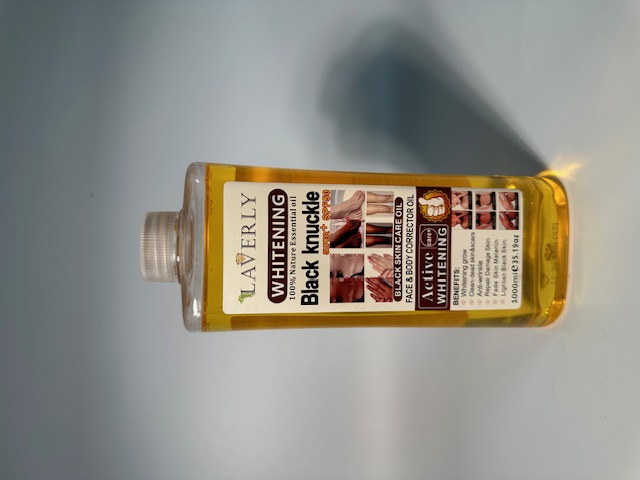 LAVERLY
WHITENING
100% Nature Essential oil
Black knuckle
SUER+ SPF50
BLACK SKIN CARE OIL
FACE & BODY CORRECTOR OIL
Active care+
WHITENING
BENEFITS:
Whitening grow
Clean dead skin&scars
Anti-wrinkle
Repair Damage Skin
Fade Skin Melanin
Lighten Black Skin
1000ml℮35.19oz